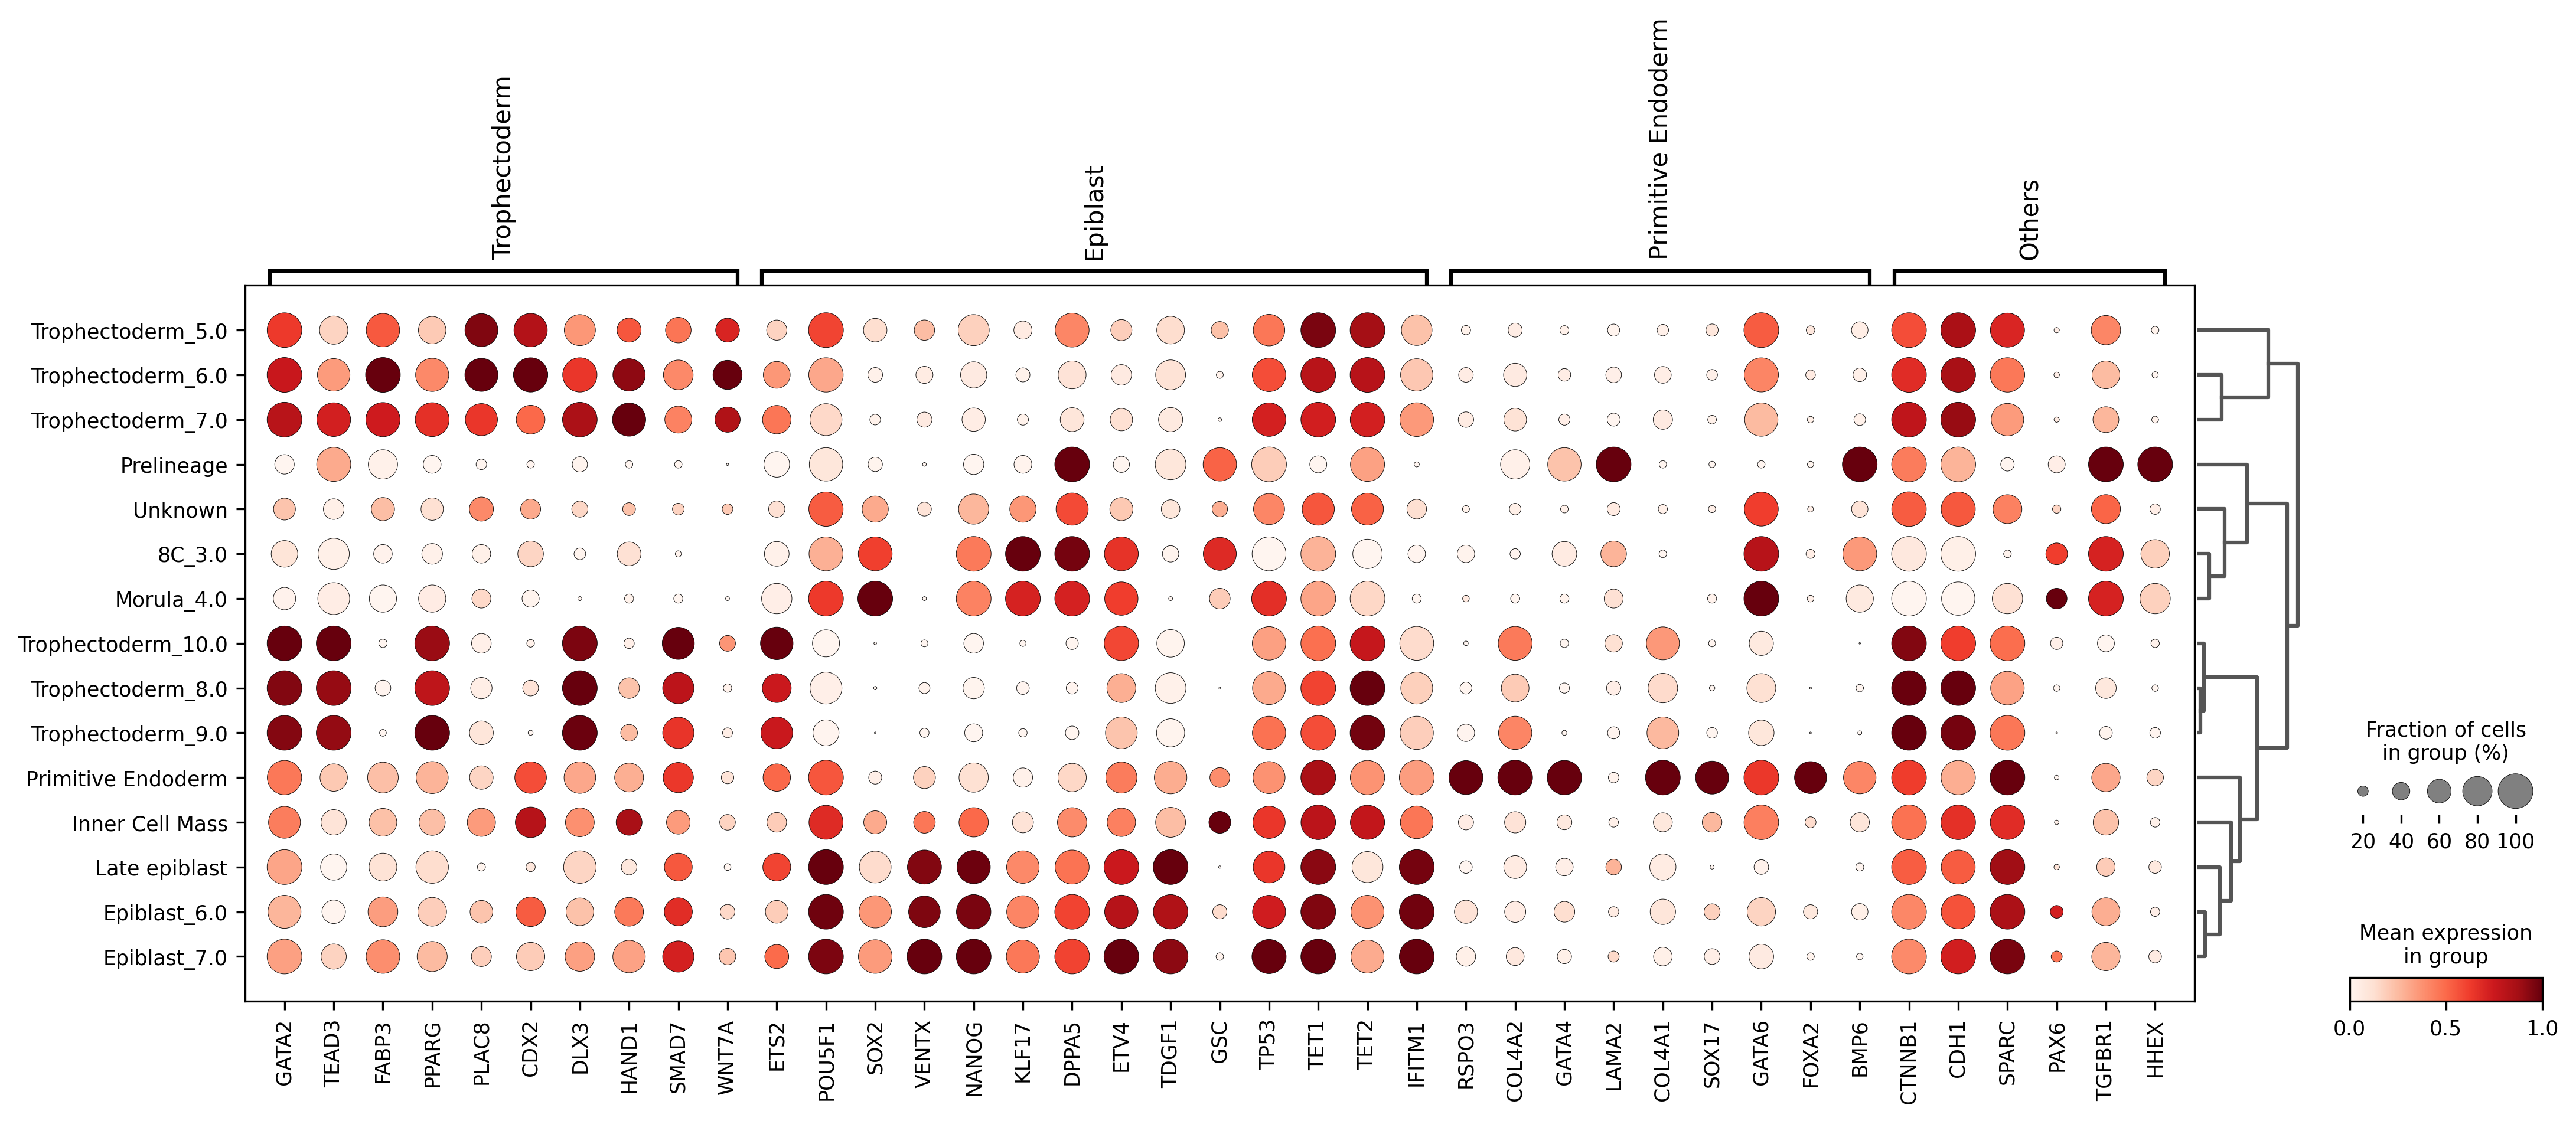 Trophectoderm
Epiblast
Primitive Endoderm
Others
Trophectoderm_5.0
Trophectoderm_6.0
Trophectoderm_7.0
Prelineage
Unknown
8C_3.0
Morula_4.0
Trophectoderm_10.0
Trophectoderm_8.0
Trophectoderm_9.0
Primitive Endoderm
Inner Cell Mass
Late epiblast
Epiblast_6.0
Epiblast_7.0
GATA2
TEAD3
FABP3
PPARG
PLAC8
CDX2
DLX3
HAND1
SMAD7
WNT7A
ETS2
POU5F1
SOX2
VENTX
NANOG
KLF17
DPPA5
ETV4
TDGF1
GSC
TP53
TET1
TET2
IFITM1
RSPO3
COL4A2
GATA4
LAMA2
COL4A1
SOX17
GATA6
FOXA2
BMP6
CTNNB1
CDH1
SPARC
PAX6
TGFBR1
HHEX
Fraction of cells
in group (%)
20 40 60 80 100
Mean expression
in group
0.0 0.5 1.0